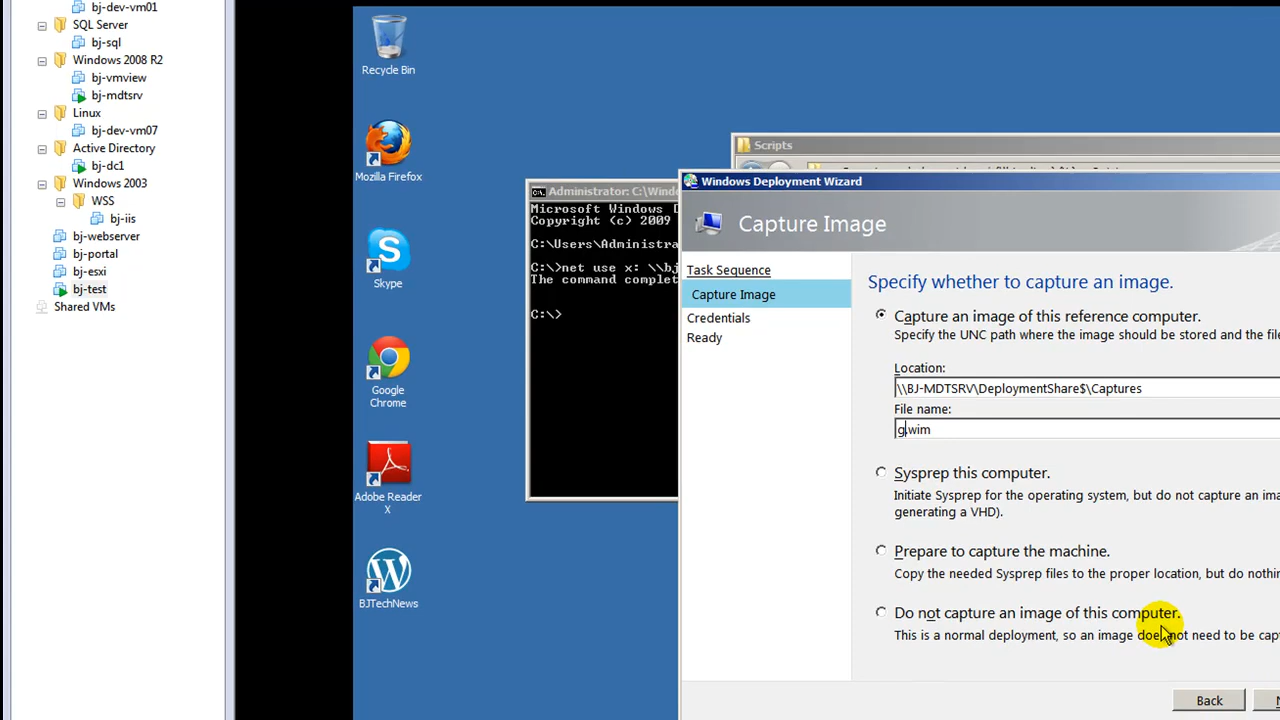 bj-dev-vm01
SQL Server
bj-sql
Windows 2008 R2
bj-vmview
bj-mdtsrv
Linux
bj-dev-vm07
Active Directory
bj-dc1
Windows 2003
WSS
bj-iis
bj-webserver
bj-portal
bj-esxi
bj-test
Shared VMs
Recycle Bin
Mozilla Firefox
Skype
Google
Chrome
Adobe Reader
X
BJTechNews
Scripts
Administrator: C:\Windo
Microsoft Windows
Copyright (c) 2009
C:\Users\Administra
C:\>net use x: \\bj
The command complet
C:\>
Windows Deployment Wizard
Capture Image
Task Sequence
Capture Image
Credentials
Ready
Specify whether to capture an image.
Capture an image of this reference computer.
Specify the UNC path where the image should be stored and the file
Location:
\\BJ-MDTSRV\DeploymentShare$\Captures
File name:
g.wim
Sysprep this computer.
Initiate Sysprep for the operating system, but do not capture an ima
generating a VHD).
Prepare to capture the machine.
Copy the needed Sysprep files to the proper location, but do nothin
Do not capture an image of this computer.
This is a normal deployment, so an image does not need to be capt
Back